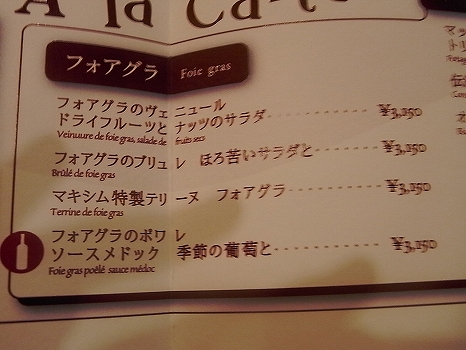 A la Ca
フォアグラ Foie gras
フォアグラのヴェニュール
ドライフルーツとナッツのサラダ ¥3,150
Veinuure de foie gras, salade de fruits secs
フォアグラのブリュレ ほろ苦いサラダと ¥3,150
Brûlé de foie gras
マキシム特製テリーヌ フォアグラ ¥3,150
Terrine de foie gras
フォアグラのポワレ
ソースメドック 季節の葡萄と ¥3,150
Foie gras poêlé sauce médoc